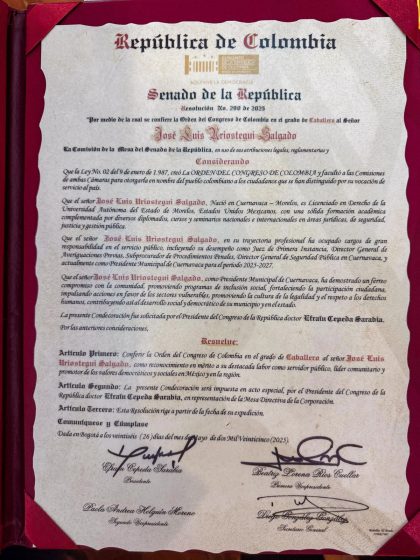 República de Colombia
AQUÍ VIVE LA DEMOCRACIA
Senado de la República
Resolución No. 290 de 2025
"Por medio de la cual se confiere la Orden del Congreso de Colombia en el grado de Caballero al Señor
José Luis Uriostegui Salgado
La Comisión de la Mesa del Senado de la República, en uso de sus atribuciones legales, reglamentarias y
Considerando
Que la Ley No. 02 del 9 de enero de 1.987, creó LA ORDEN DEL CONGRESO DE COLOMBIA y facultó a las Comisiones
de ambas Cámaras para otorgarla en nombre del pueblo colombiano a los ciudadanos que se han distinguido por su vocación de
servicio al país.
Que el señor José Luis Uriostegui Salgado, Nació en Cuernavaca – Morelos, es Licenciado en Derecho de la
Universidad Autónoma del Estado de Morelos, Estados Unidos Mexicanos, con una sólida formación académica
complementada por diversos diplomados, cursos y seminarios nacionales e internacionales en áreas jurídicas, de seguridad,
justicia y gestión pública.
Que el señor José Luis Uriostegui Salgado, en su trayectoria profesional ha ocupado cargos de gran
responsabilidad en el servicio público, incluyendo su desempeño como Juez de Primera Instancia, Director General de
Averiguaciones Previas, Subprocurador de Procedimientos Penales, Director General de Seguridad Pública en Cuernavaca, y
actualmente como Presidente Municipal de Cuernavaca para el período 2025-2027.
Que el señor José Luis Uriostegui Salgado, como Presidente Municipal de Cuernavaca, ha demostrado un férreo
compromiso con la comunidad, promoviendo programas de inclusión social, fortaleciendo la participación ciudadana,
impulsando acciones en favor de los sectores vulnerables, promoviendo la cultura de la legalidad y el respeto a los derechos
humanos, contribuyendo así al desarrollo social y democrático de su municipio y en el estado.
La presente Condecoración fue solicitada por el Presidente del Congreso de la República doctor Efraín Cepeda Sarabia.
Por las anteriores consideraciones,
Resuelve:
Artículo Primero: Conferir la Orden del Congreso de Colombia en el grado de Caballero al señor José Luis
Uriostegui Salgado, como reconocimiento en mérito a su destacada labor como servidor público, líder comunitario y
promotor de los valores democráticos y sociales en México y en la región.
Artículo Segundo: La presente Condecoración será impuesta en acto especial, por el Presidente del Congreso de la
República doctor Efraín Cepeda Sarabia, en representación de la Mesa Directiva de la Corporación.
Artículo Tercero: Esta Resolución rige a partir de la fecha de su expedición.
Comuníquese y Cúmplase
Dada en Bogotá a los veintiséis (26) días del mes de Mayo de dos Mil Veinticinco (2025).
Efraín Cepeda Sarabia
Presidente
Beatriz Lorena Ríos Cuellar
Primera Vicepresidente
Paola Andrea Holguín Moreno
Segundo Vicepresidente
Diego González González
Secretario General